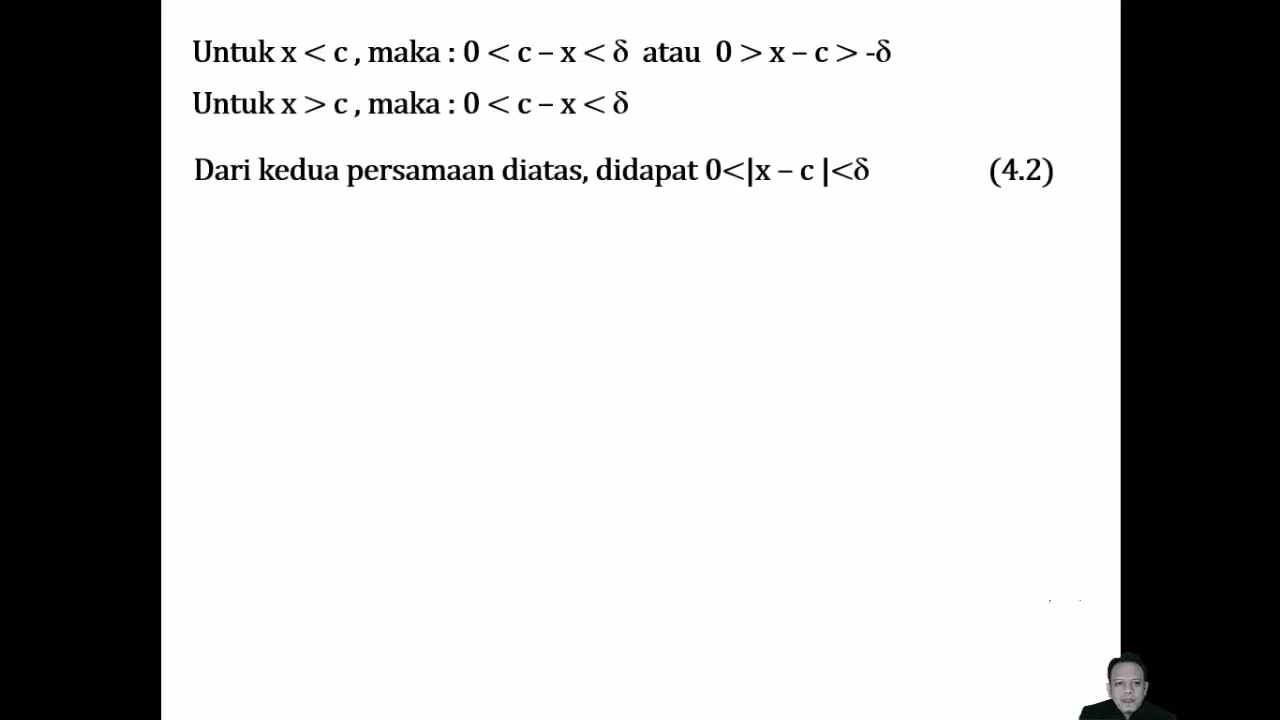 Untuk x < c , maka : 0 < c – x < δ atau 0 > x – c > -δ
Untuk x > c , maka : 0 < c – x < δ
Dari kedua persamaan diatas, didapat 0<|x – c |<δ (4.2)